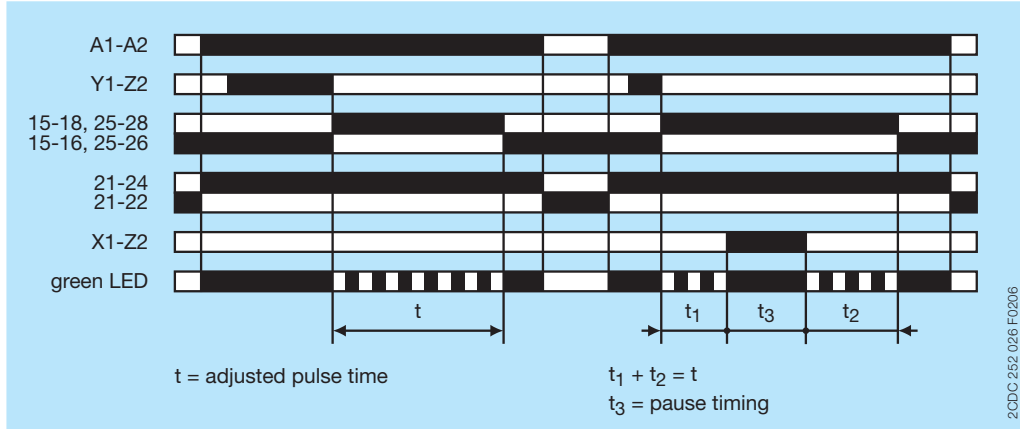 A1-A2
Y1-Z2
15-18, 25-28
15-16, 25-26
21-24
21-22
X1-Z2
green LED
t
t1
t3
t2
t = adjusted pulse time
t1 + t2 = t
t3 = pause timing
2CDC 252 026 F0206